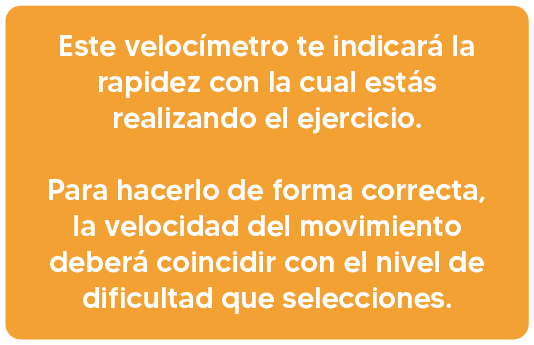 Este velocímetro te indicará la
rapidez con la cual estás
realizando el ejercicio.
Para hacerlo de forma correcta,
la velocidad del movimiento
deberá coincidir con el nivel de
dificultad que selecciones.